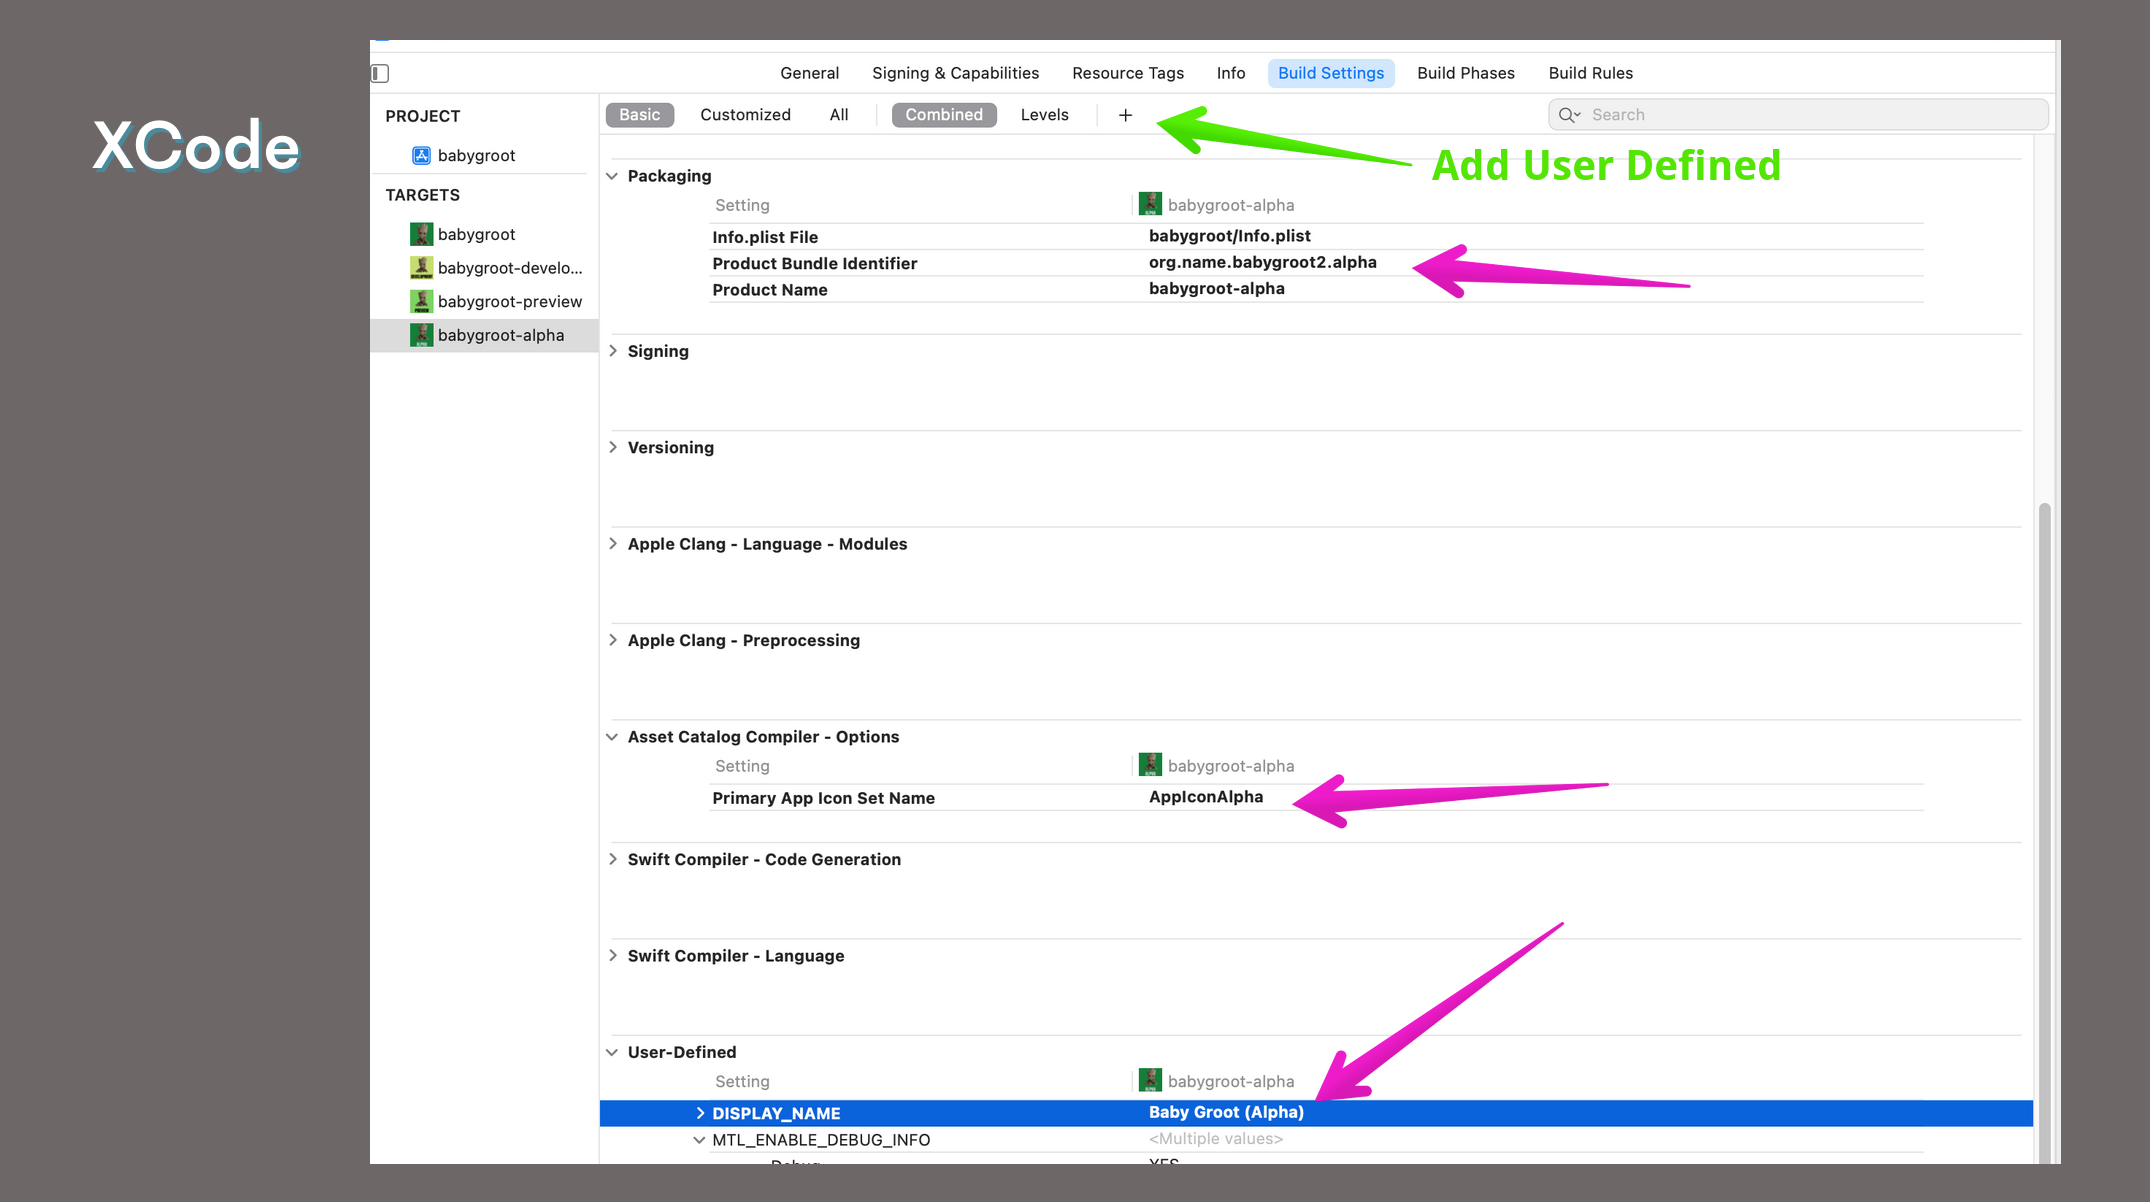 XCode
General Signing & Capabilities Resource Tags Info Build Settings Build Phases Build Rules
PROJECT
babygroot
TARGETS
babygroot
babygroot-develo...
babygroot-preview
babygroot-alpha
Basic Customized All Combined Levels + Search
Add User Defined
Packaging
Setting babygroot-alpha
Info.plist File babygroot/Info.plist
Product Bundle Identifier org.name.babygroot2.alpha
Product Name babygroot-alpha
Signing
Versioning
Apple Clang - Language - Modules
Apple Clang - Preprocessing
Asset Catalog Compiler - Options
Setting babygroot-alpha
Primary App Icon Set Name AppIconAlpha
Swift Compiler - Code Generation
Swift Compiler - Language
User-Defined
Setting babygroot-alpha
DISPLAY_NAME Baby Groot (Alpha)
MTL_ENABLE_DEBUG_INFO <Multiple values>
Debug YES